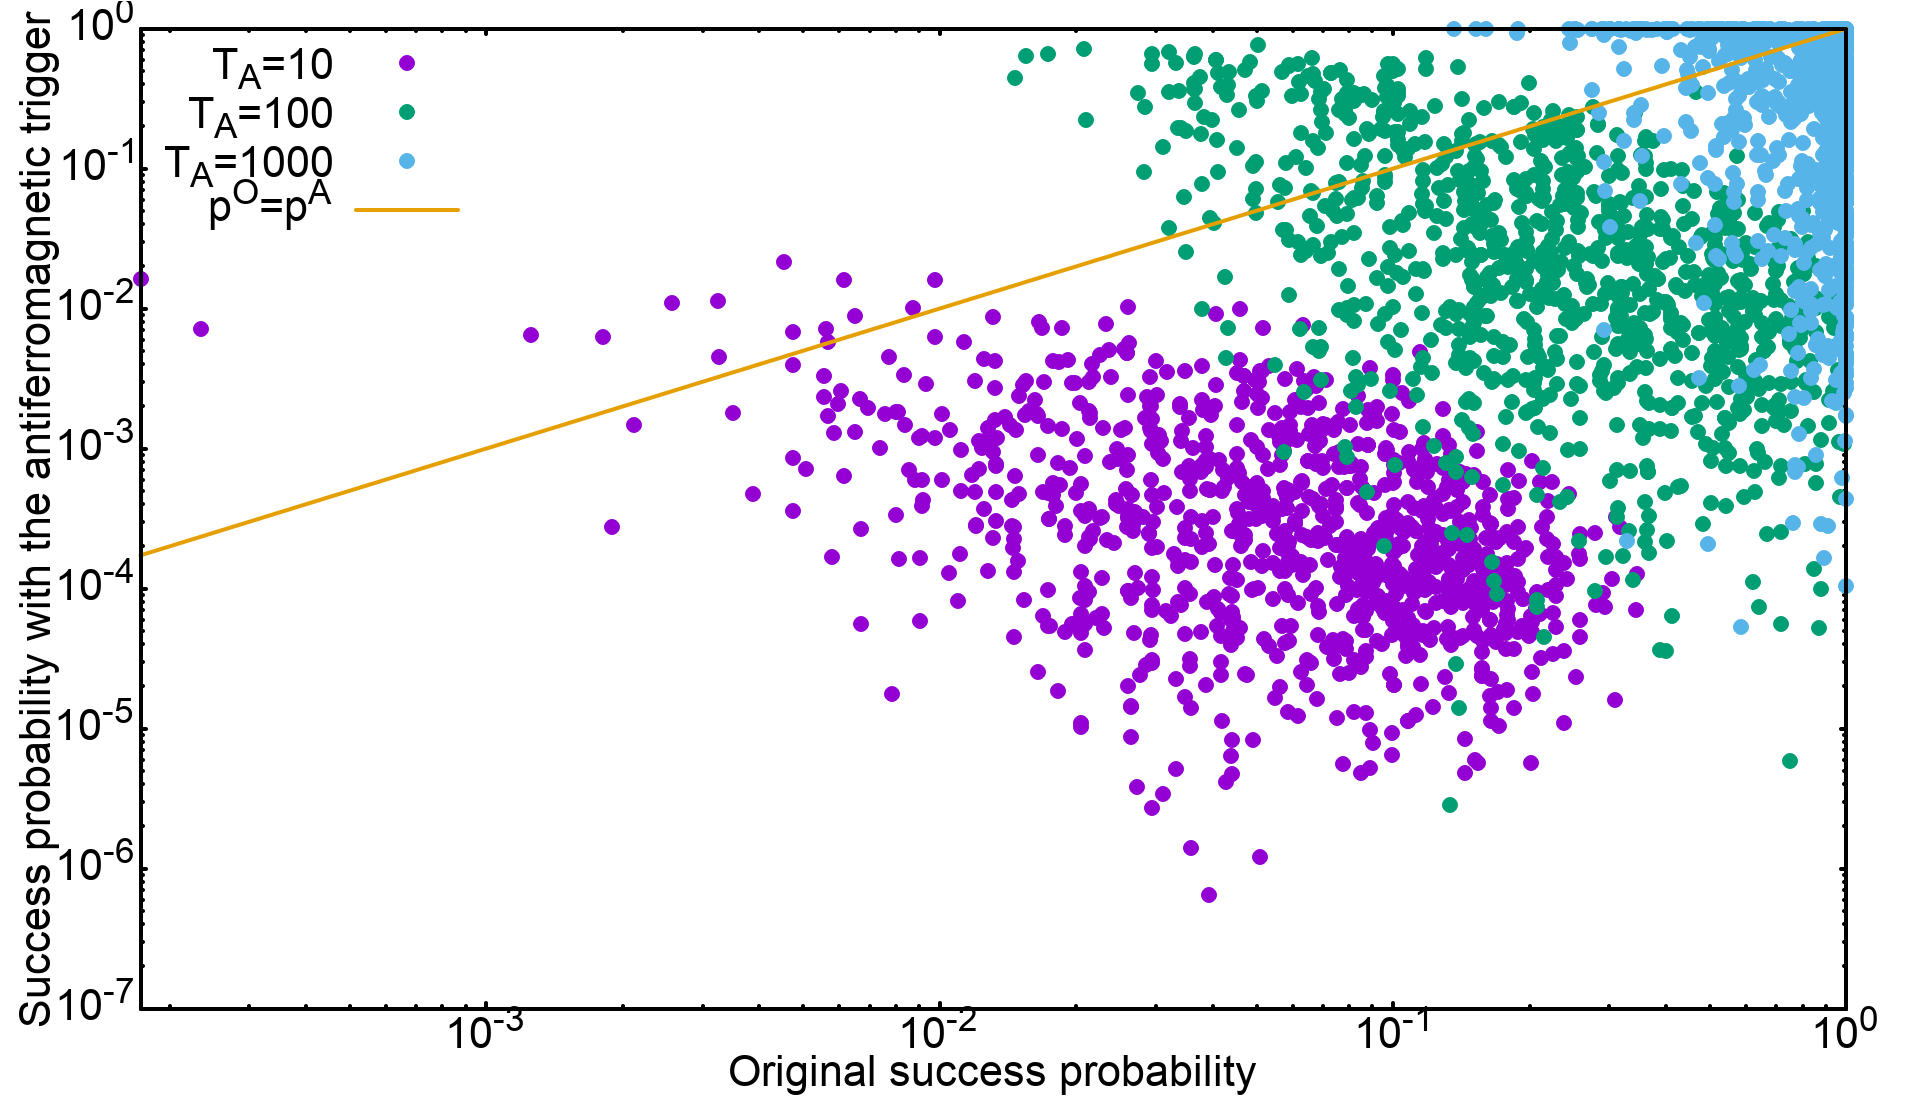 Success probability with the antiferromagnetic trigger
10^0
10^-1
10^-2
10^-3
10^-4
10^-5
10^-6
10^-7
T_A=10
T_A=100
T_A=1000
p^O=p^A
10^-3
10^-2
10^-1
10^0
Original success probability